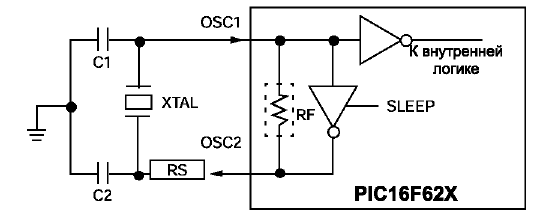 OSC1
C1
К внутренней
логике
XTAL
RF
SLEEP
OSC2
RS
C2
PIC16F62X